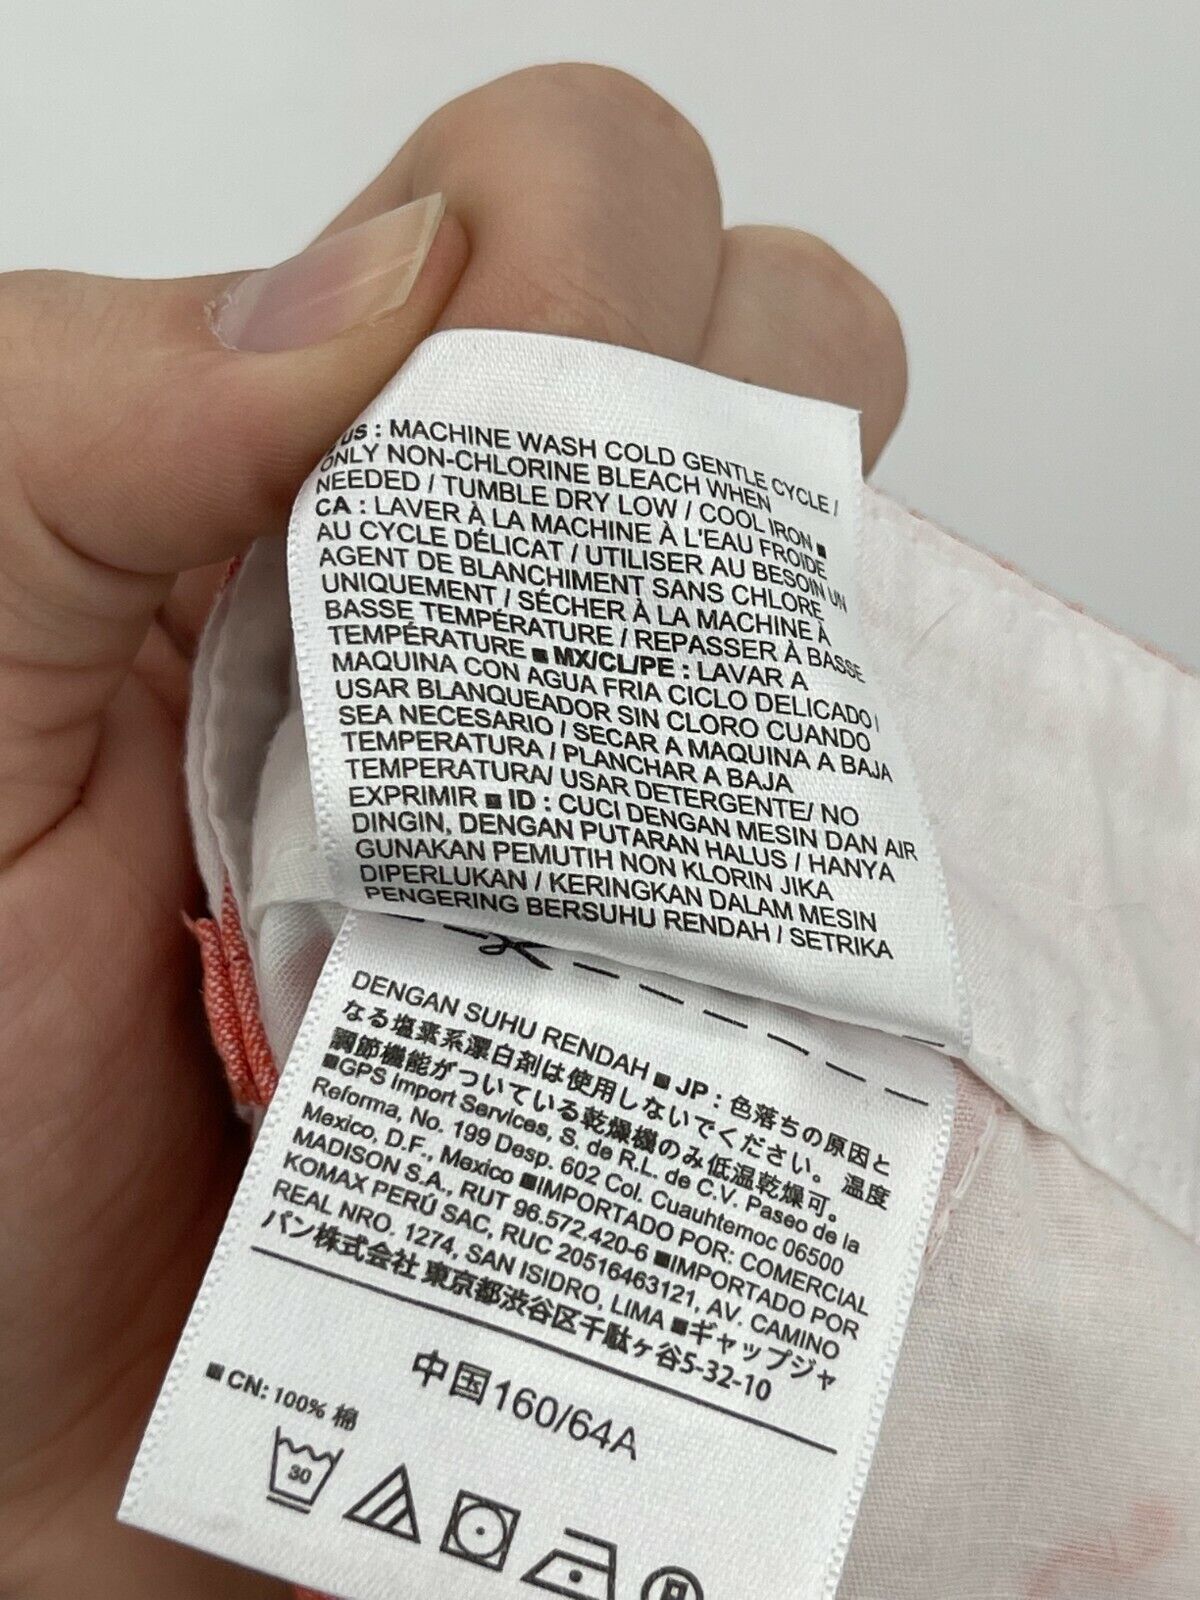 US : MACHINE WASH COLD GENTLE CYCLE /
ONLY NON-CHLORINE BLEACH WHEN
NEEDED / TUMBLE DRY LOW / COOL IRON ■
CA : LAVER À LA MACHINE À L'EAU FROIDE
AU CYCLE DÉLICAT / UTILISER AU BESOIN UN
AGENT DE BLANCHIMENT SANS CHLORE
UNIQUEMENT / SÉCHER À LA MACHINE À
BASSE TEMPÉRATURE / REPASSER À BASSE
TEMPÉRATURE ■ MX/CL/PE : LAVAR A
MAQUINA CON AGUA FRIA CICLO DELICADO /
USAR BLANQUEADOR SIN CLORO CUANDO
SEA NECESARIO / SECAR A MAQUINA A BAJA
TEMPERATURA / PLANCHAR A BAJA
TEMPERATURA/ USAR DETERGENTE/ NO
EXPRIMIR ■ ID : CUCI DENGAN MESIN DAN AIR
DINGIN, DENGAN PUTARAN HALUS / HANYA
GUNAKAN PEMUTIH NON KLORIN JIKA
DIPERLUKAN / KERINGKAN DALAM MESIN
PENGERING BERSUHU RENDAH / SETRIKA
DENGAN SUHU RENDAH ■ JP : 色落ちの原因と
なる塩素系漂白剤は使用しないでください。 温度
調節機能がついている乾燥機のみ低温乾燥可。
■GPS Import Services, S. de R.L. de C.V. Paseo de la
Reforma, No. 199 Desp. 602 Col. Cuauhtemoc 06500
Mexico, D.F., Mexico ■IMPORTADO POR: COMERCIAL
MADISON S.A., RUT 96.572.420-6 ■IMPORTADO POR
KOMAX PERÚ SAC, RUC 20516463121, AV. CAMINO
REAL NRO. 1274, SAN ISIDRO, LIMA ■ギャップジャ
パン株式会社 東京都渋谷区千駄ヶ谷5-32-10
中国160/64A
■ CN: 100% 棉
30